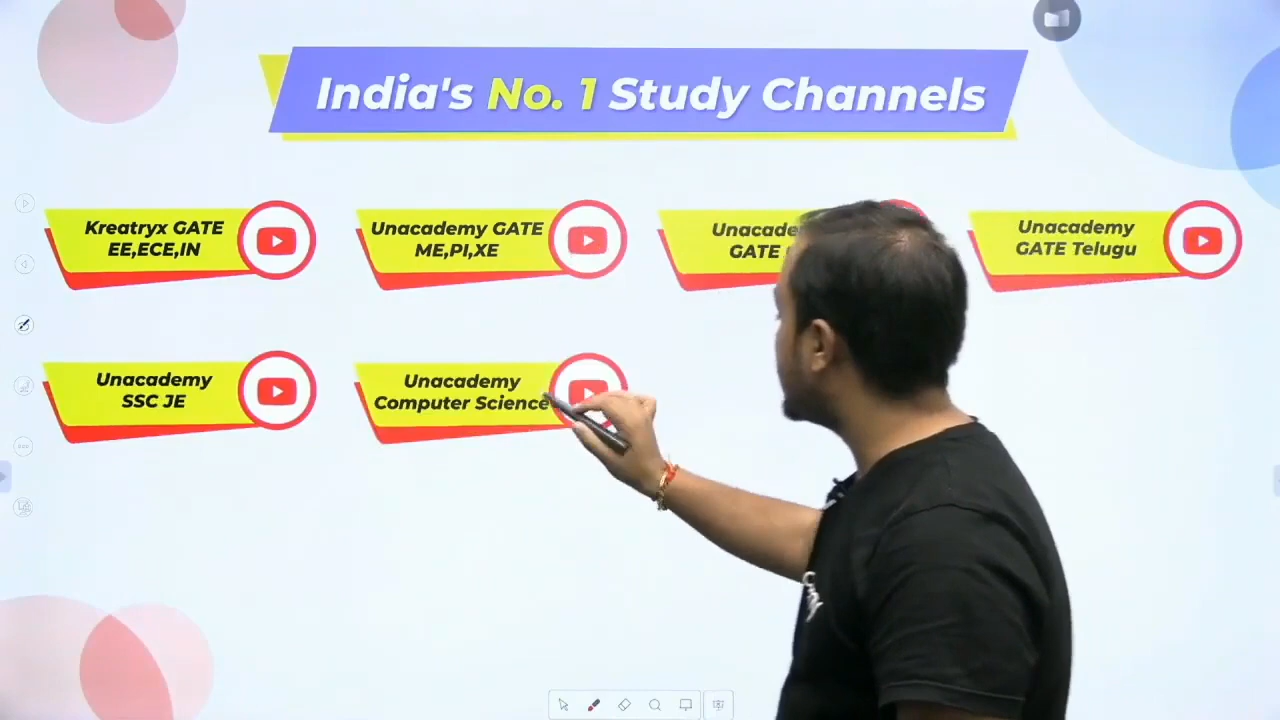 India's No. 1 Study Channels
Kreatryx GATE
EE,ECE,IN
Unacademy GATE
ME,PI,XE
GATE
Unacademy
GATE Telugu
Unacademy
SSC JE
Unacademy
Computer Science